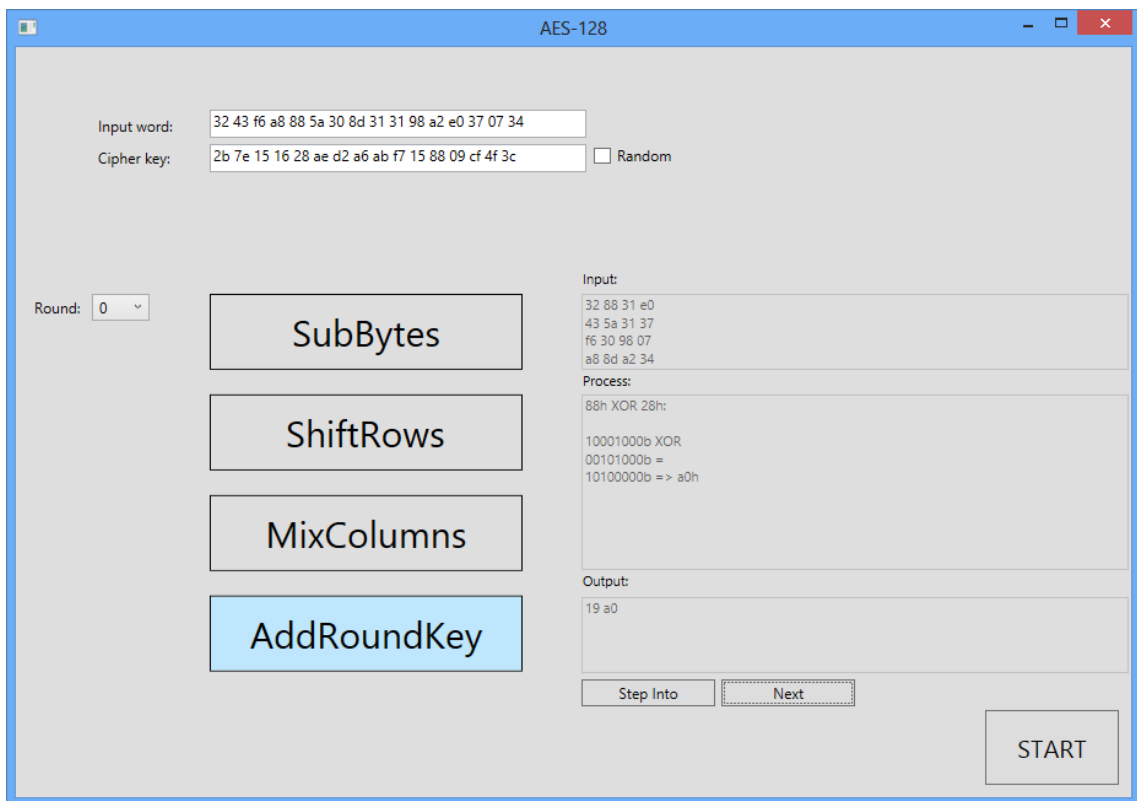 AES-128
Input word: 32 43 f6 a8 88 5a 30 8d 31 31 98 a2 e0 37 07 34
Cipher key: 2b 7e 15 16 28 ae d2 a6 ab f7 15 88 09 cf 4f 3c Random
Round: 0
SubBytes
ShiftRows
MixColumns
AddRoundKey
Input:
32 88 31 e0
43 5a 31 37
f6 30 98 07
a8 8d a2 34
Process:
88h XOR 28h:
10001000b XOR
00101000b =
10100000b => a0h
Output:
19 a0
Step Into Next
START